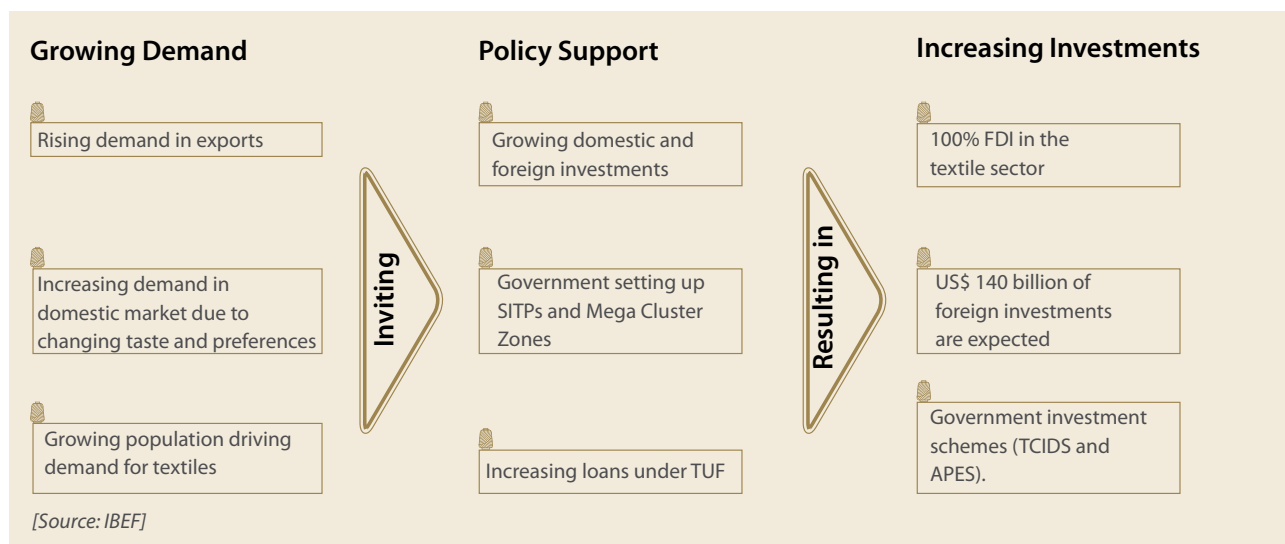 Growing Demand
Rising demand in exports
Increasing demand in
domestic market due to
changing taste and preferences
Growing population driving
demand for textiles
[Source: IBEF]
Inviting
Policy Support
Growing domestic and
foreign investments
Government setting up
SITPs and Mega Cluster
Zones
Increasing loans under TUF
Resulting in
Increasing Investments
100% FDI in the
textile sector
US$ 140 billion of
foreign investments
are expected
Government investment
schemes (TCIDS and
APES).